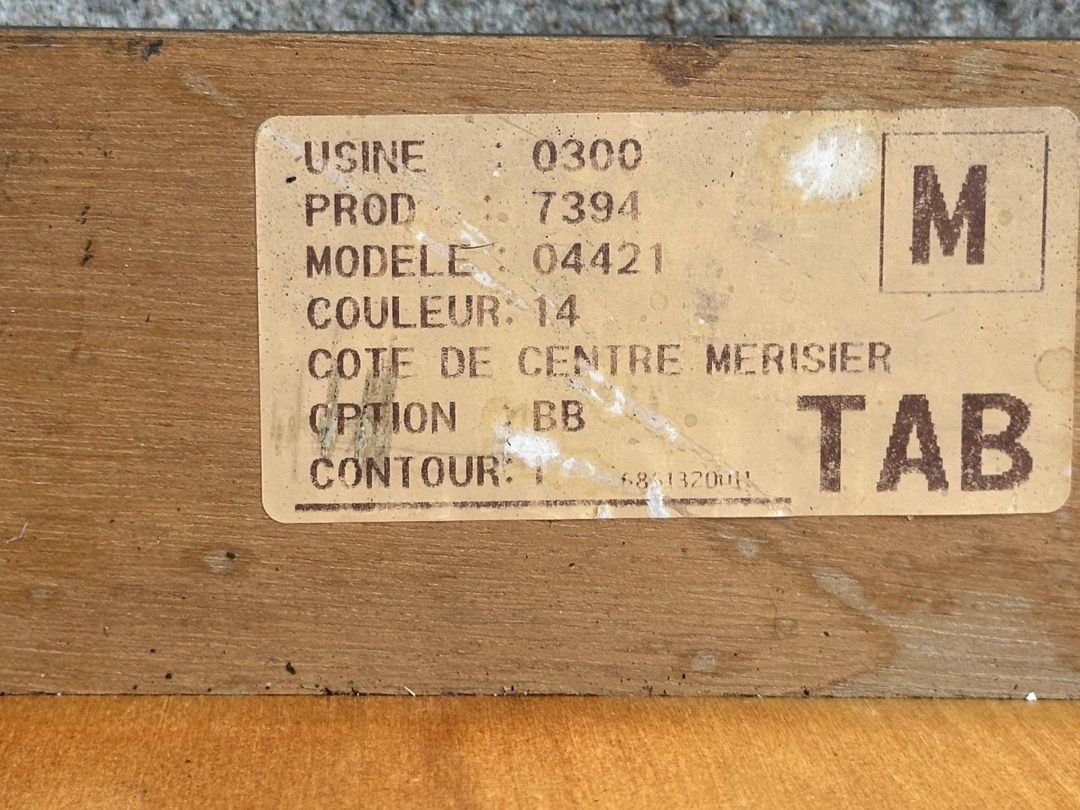 USINE : 0300
M
PROD : 7394
MODELE : 04421
COULEUR: 14
COTE DE CENTRE MERISIER
OPTION : BB
TAB
CONTOUR: